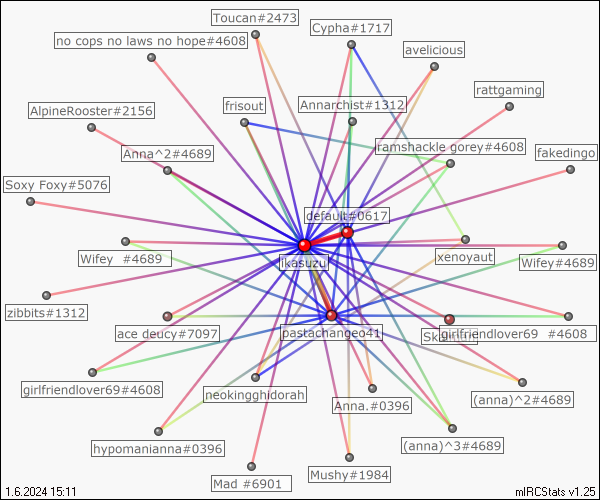 Toucan#2473
Cypha#1717
no cops no laws no hope#4608
avelicious
rattgaming
frisout
Annarchist#1312
AlpineRooster#2156
ramshackle gorey#4608
Anna^2#4689
fakedingo
Soxy Foxy#5076
default#0617
Wifey #4689
ikasuzu
xenoyaut
Wifey#4689
zibbits#1312
ace deucy#7097
pastachangeo41
girlfriendlover69 #4608
girlfriendlover69#4608
neokingghidorah
Anna.#0396
(anna)^2#4689
hypomanianna#0396
(anna)^3#4689
Mad #6901
Mushy#1984
1.6.2024 15:11
mIRCStats v1.25